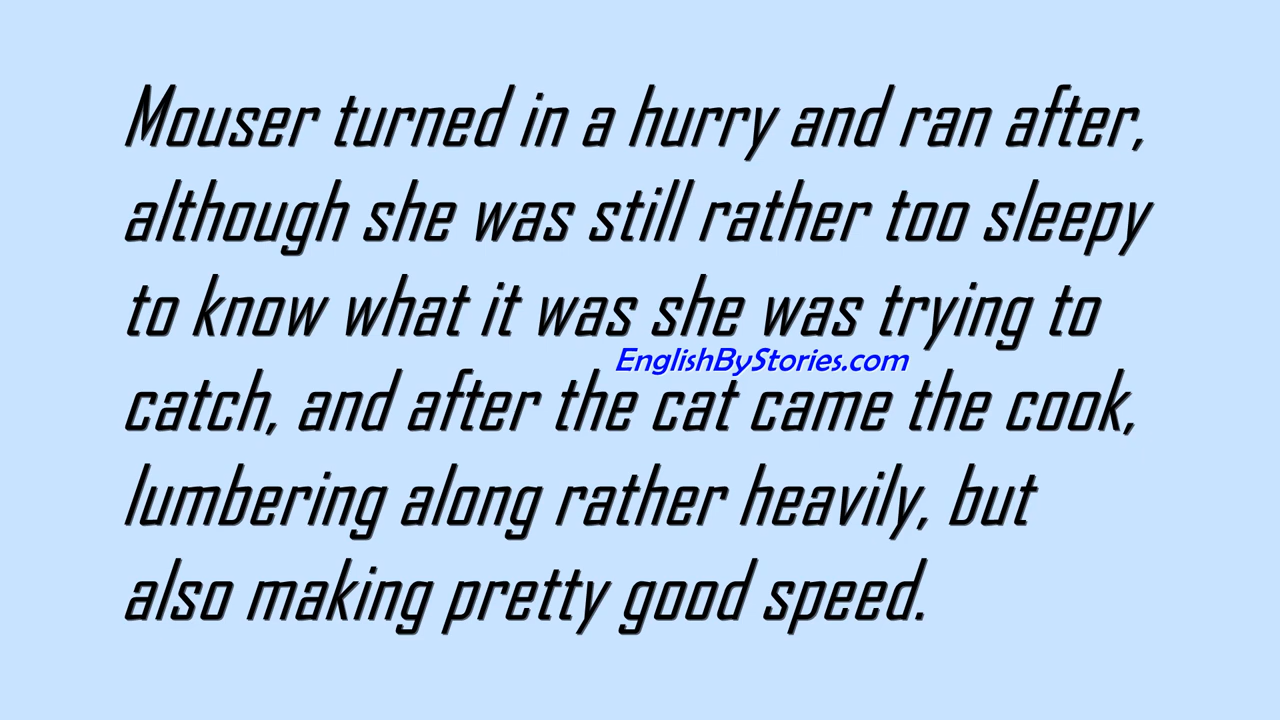 Mouser turned in a hurry and ran after,
although she was still rather too sleepy
to know what it was she was trying to
EnglishByStories.com
catch, and after the cat came the cook,
lumbering along rather heavily, but
also making pretty good speed.